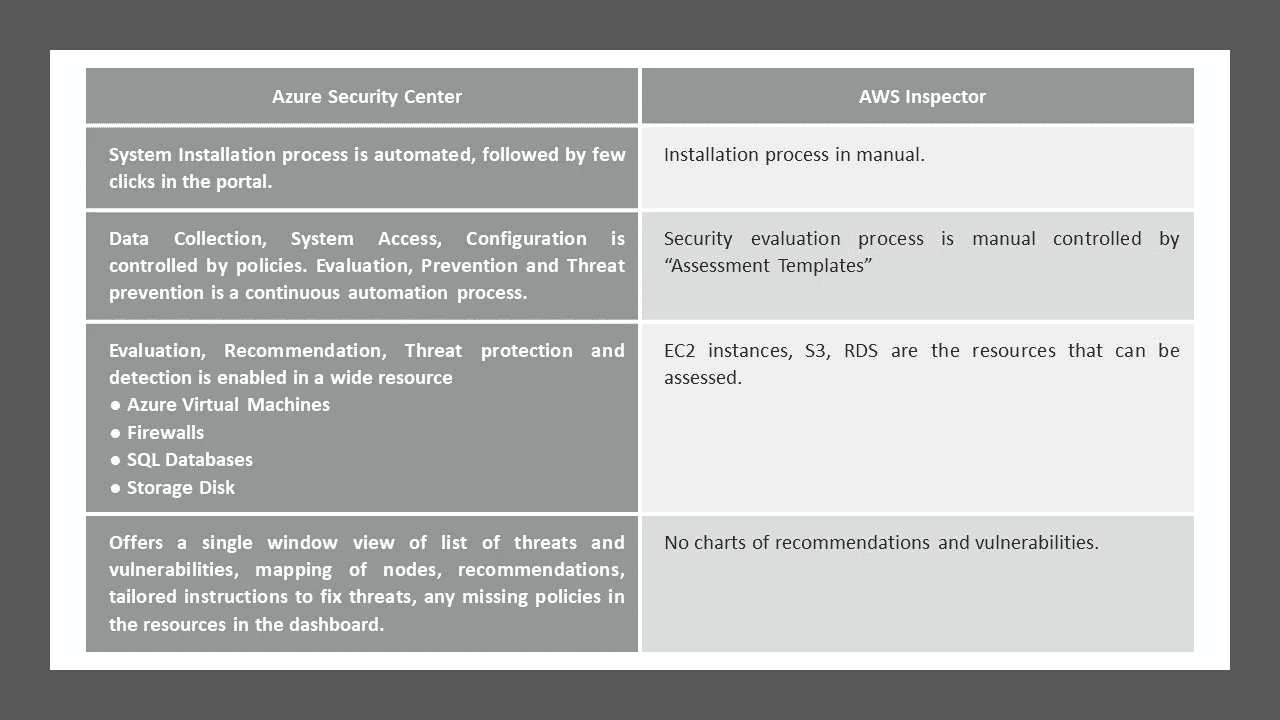 Azure Security Center
AWS Inspector
System Installation process is automated, followed by few
clicks in the portal.
Installation process in manual.
Data Collection, System Access, Configuration is
controlled by policies. Evaluation, Prevention and Threat
prevention is a continuous automation process.
Security evaluation process is manual controlled by
“Assessment Templates”
Evaluation, Recommendation, Threat protection and
detection is enabled in a wide resource
● Azure Virtual Machines
● Firewalls
● SQL Databases
● Storage Disk
EC2 instances, S3, RDS are the resources that can be
assessed.
Offers a single window view of list of threats and
vulnerabilities, mapping of nodes, recommendations,
tailored instructions to fix threats, any missing policies in
the resources in the dashboard.
No charts of recommendations and vulnerabilities.